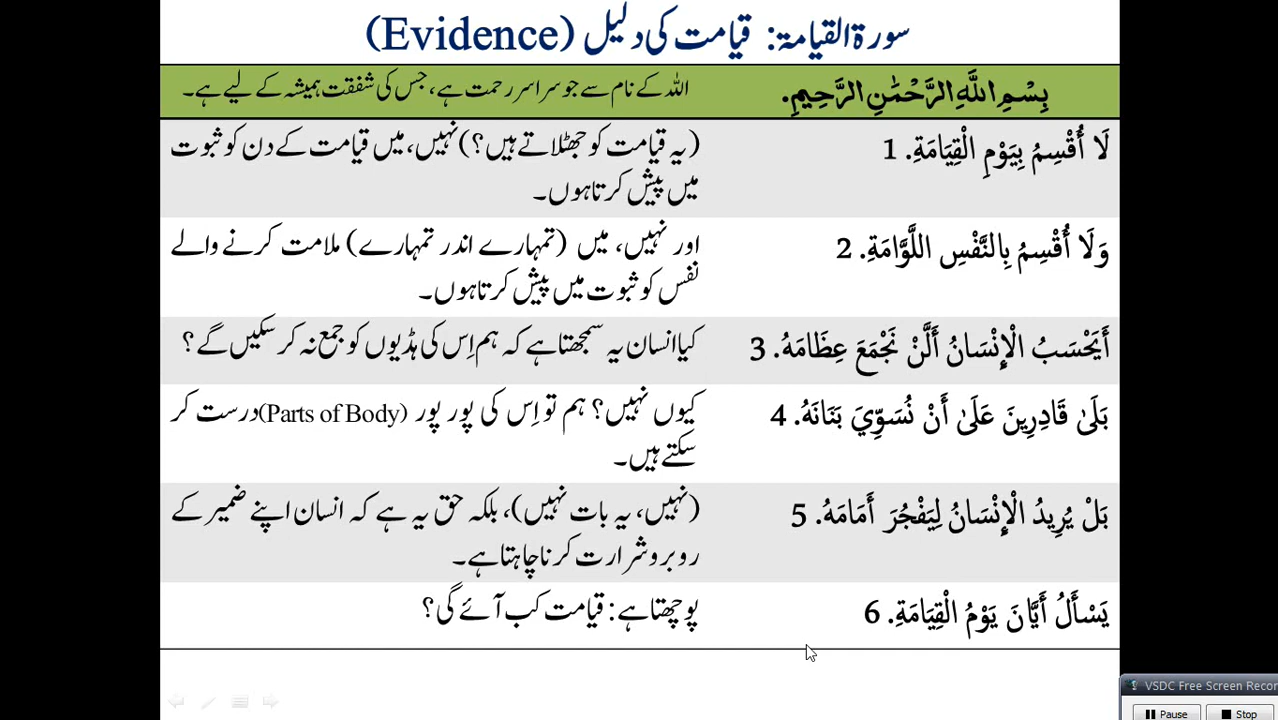 سورۃ القیامۃ: قیامت کی دلیل (Evidence)
بِسْمِ اللَّهِ الرَّحْمَٰنِ الرَّحِيمِ.
اللہ کے نام سے جو سراسر رحمت ہے، جس کی شفقت ہمیشہ کے لیے ہے۔
لَا أُقْسِمُ بِيَوْمِ الْقِيَامَةِ. 1
(یہ قیامت کو جھٹلاتے ہیں؟) نہیں، میں قیامت کے دن کو ثبوت
میں پیش کرتا ہوں۔
وَلَا أُقْسِمُ بِالنَّفْسِ اللَّوَّامَةِ. 2
اور نہیں، میں (تمہارے اندر تمہارے) ملامت کرنے والے
نفس کو ثبوت میں پیش کرتا ہوں۔
أَيَحْسَبُ الْإِنْسَانُ أَلَّنْ نَجْمَعَ عِظَامَهُ. 3
کیا انسان یہ سمجھتا ہے کہ ہم اِس کی ہڈیوں کو جمع نہ کر سکیں گے؟
بَلَىٰ قَادِرِينَ عَلَىٰ أَنْ نُسَوِّيَ بَنَانَهُ. 4
کیوں نہیں؟ ہم تو اِس کی پور پور (Parts of Body) درست کر
سکتے ہیں۔
بَلْ يُرِيدُ الْإِنْسَانُ لِيَفْجُرَ أَمَامَهُ. 5
(نہیں، یہ بات نہیں)، بلکہ حق یہ ہے کہ انسان اپنے ضمیر کے
روبرو شرارت کرنا چاہتا ہے۔
يَسْأَلُ أَيَّانَ يَوْمُ الْقِيَامَةِ. 6
پوچھتا ہے: قیامت کب آئے گی؟
VSDC Free Screen Recor
Pause
Stop